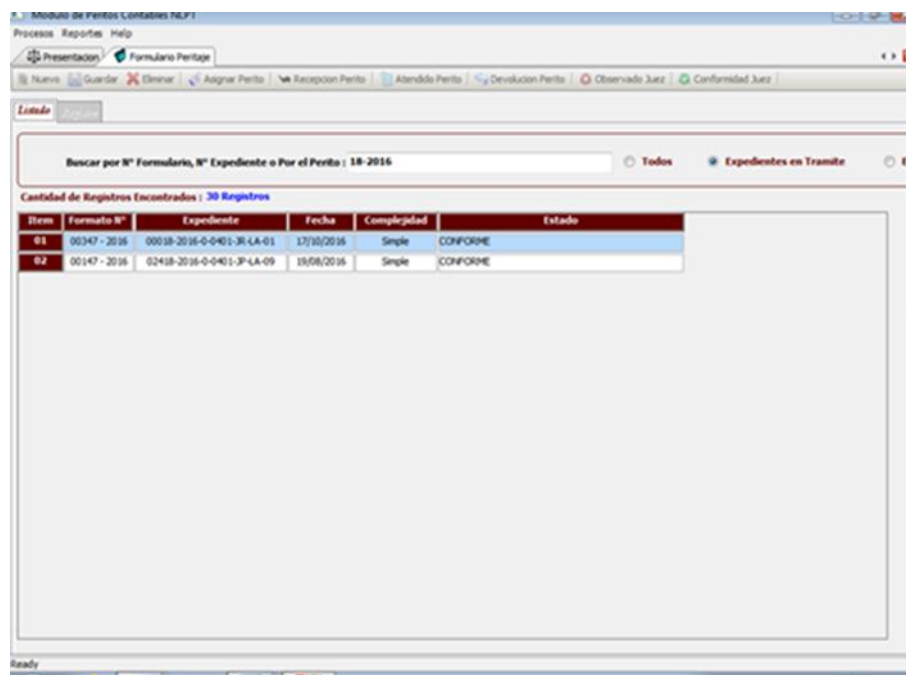 Modulo de Peritos Contables NLPT
Procesos Reportes Help
Presentacion Formulario Peritaje
Nuevo Guardar Eliminar Asignar Perito Recepcion Perito Atendido Perito Devolucion Perito Observado Juez Conformidad Juez
Listado Registro
Buscar por Nº Formulario, Nº Expediente o Por el Perito : 18-2016 Todos Expedientes en Tramite E
Cantidad de Registros Encontrados : 30 Registros
Item Formato Nº Expediente Fecha Complejidad Estado
01 00347 - 2016 00018-2016-0-0401-JR-LA-01 17/10/2016 Simple CONFORME
02 00147 - 2016 02418-2016-0-0401-JP-LA-09 19/08/2016 Simple CONFORME
Ready